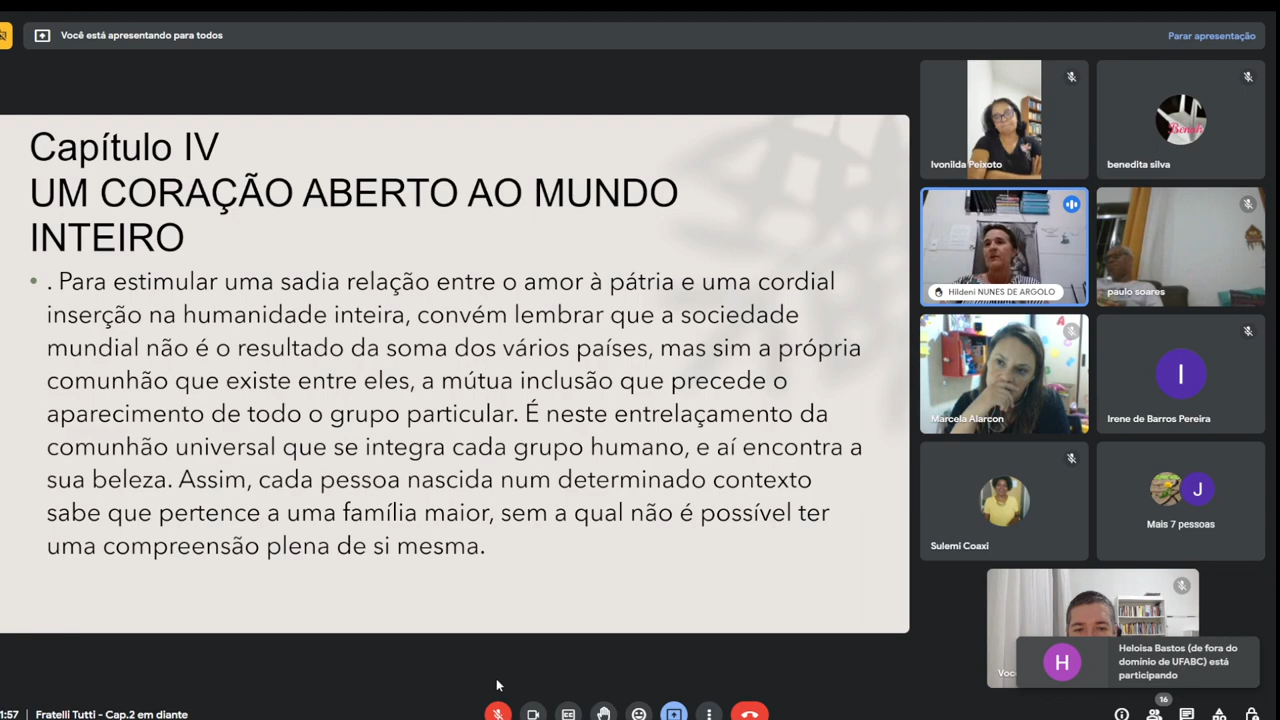 Você está apresentando para todos
Parar apresentação
Capítulo IV
UM CORAÇÃO ABERTO AO MUNDO
INTEIRO
• . Para estimular uma sadia relação entre o amor à pátria e uma cordial
inserção na humanidade inteira, convém lembrar que a sociedade
mundial não é o resultado da soma dos vários países, mas sim a própria
comunhão que existe entre eles, a mútua inclusão que precede o
aparecimento de todo o grupo particular. É neste entrelaçamento da
comunhão universal que se integra cada grupo humano, e aí encontra a
sua beleza. Assim, cada pessoa nascida num determinado contexto
sabe que pertence a uma família maior, sem a qual não é possível ter
uma compreensão plena de si mesma.
Ivonilda Peixoto
benedita silva
Hildeni NUNES DE ARGOLO
paulo soares
Marcela Alarcon
I
Irene de Barros Pereira
Sulemi Coaxi
J
Mais 7 pessoas
Voc
H
Heloisa Bastos (de fora do
domínio de UFABC) está
participando
1:57 | Fratelli Tutti - Cap.2 em diante
16